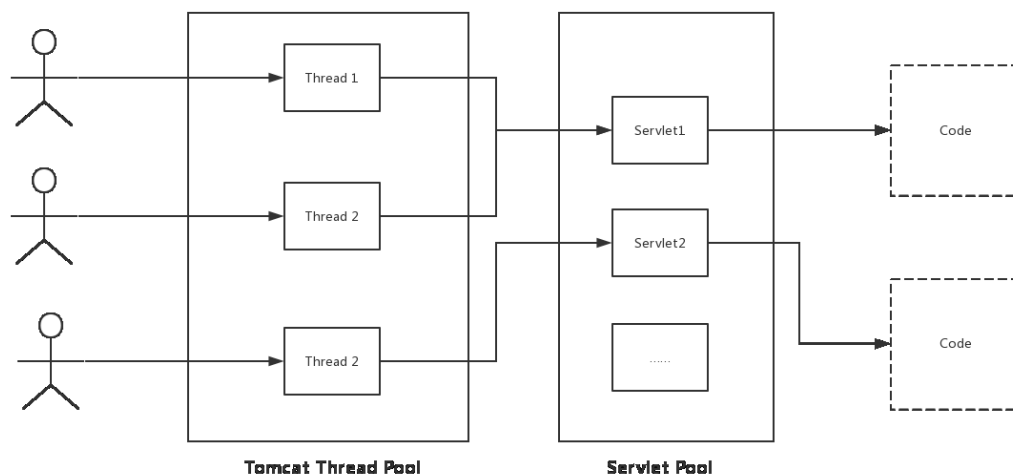 Thread 1
Servlet1
Code
Thread 2
Servlet2
……
Thread 2
Code
Tomcat Thread Pool
Servlet Pool